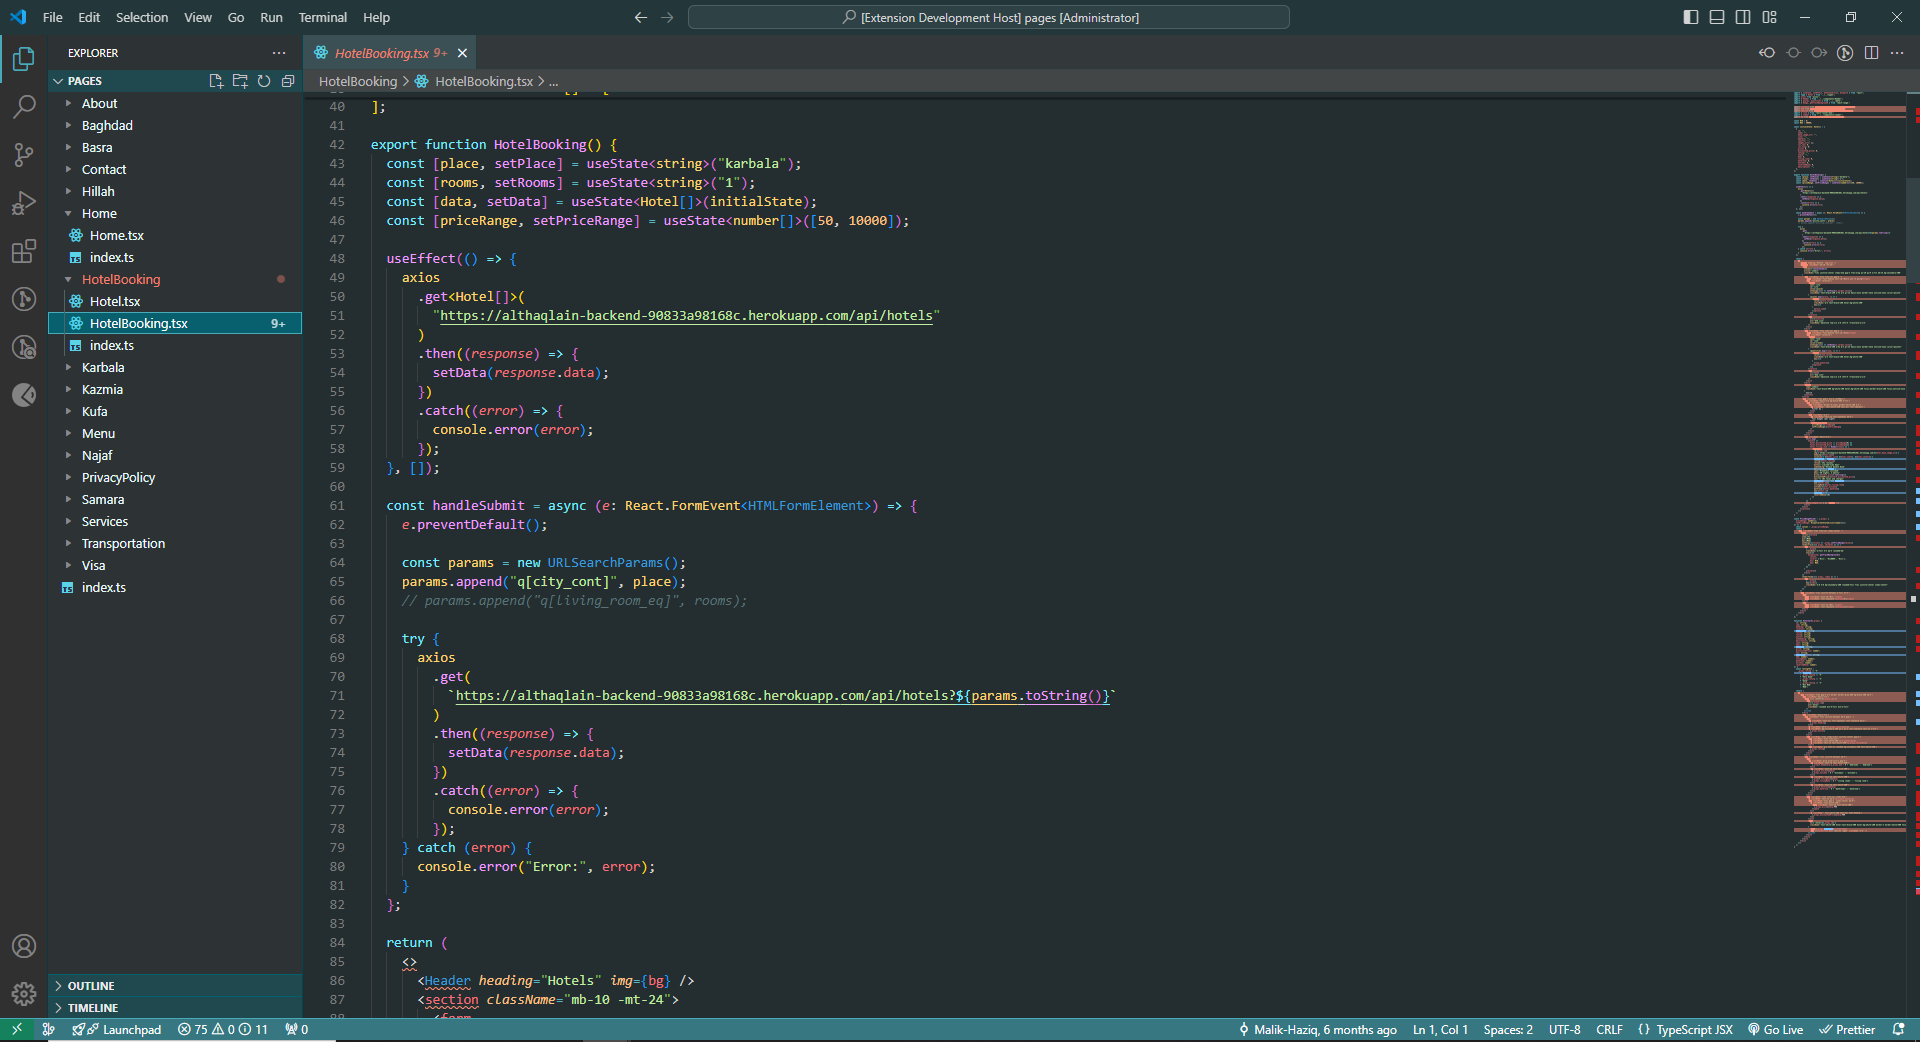 File Edit Selection View Go Run Terminal Help
[Extension Development Host] pages [Administrator]
EXPLORER
PAGES
About
Baghdad
Basra
Contact
Hillah
Home
Home.tsx
index.ts
HotelBooking
Hotel.tsx
HotelBooking.tsx 9+
index.ts
Karbala
Kazmia
Kufa
Menu
Najaf
PrivacyPolicy
Samara
Services
Transportation
Visa
index.ts
OUTLINE
TIMELINE
HotelBooking.tsx 9+
HotelBooking > HotelBooking.tsx > ...
40 ];
41
42 export function HotelBooking() {
43 const [place, setPlace] = useState<string>("karbala");
44 const [rooms, setRooms] = useState<string>("1");
45 const [data, setData] = useState<Hotel[]>(initialState);
46 const [priceRange, setPriceRange] = useState<number[]>([50, 10000]);
47
48 useEffect(() => {
49 axios
50 .get<Hotel[]>(
51 "https://althaqlain-backend-90833a98168c.herokuapp.com/api/hotels"
52 )
53 .then((response) => {
54 setData(response.data);
55 })
56 .catch((error) => {
57 console.error(error);
58 });
59 }, []);
60
61 const handleSubmit = async (e: React.FormEvent<HTMLFormElement>) => {
62 e.preventDefault();
63
64 const params = new URLSearchParams();
65 params.append("q[city_cont]", place);
66 // params.append("q[living_room_eq]", rooms);
67
68 try {
69 axios
70 .get(
71 `https://althaqlain-backend-90833a98168c.herokuapp.com/api/hotels?${params.toString()}`
72 )
73 .then((response) => {
74 setData(response.data);
75 })
76 .catch((error) => {
77 console.error(error);
78 });
79 } catch (error) {
80 console.error("Error:", error);
81 }
82 };
83
84 return (
85 <>
86 <Header heading="Hotels" img={bg} />
87 <section className="mb-10 -mt-24">
88 <form
Launchpad 75 0 11 0 Malik-Haziq, 6 months ago Ln 1, Col 1 Spaces: 2 UTF-8 CRLF {} TypeScript JSX Go Live Prettier